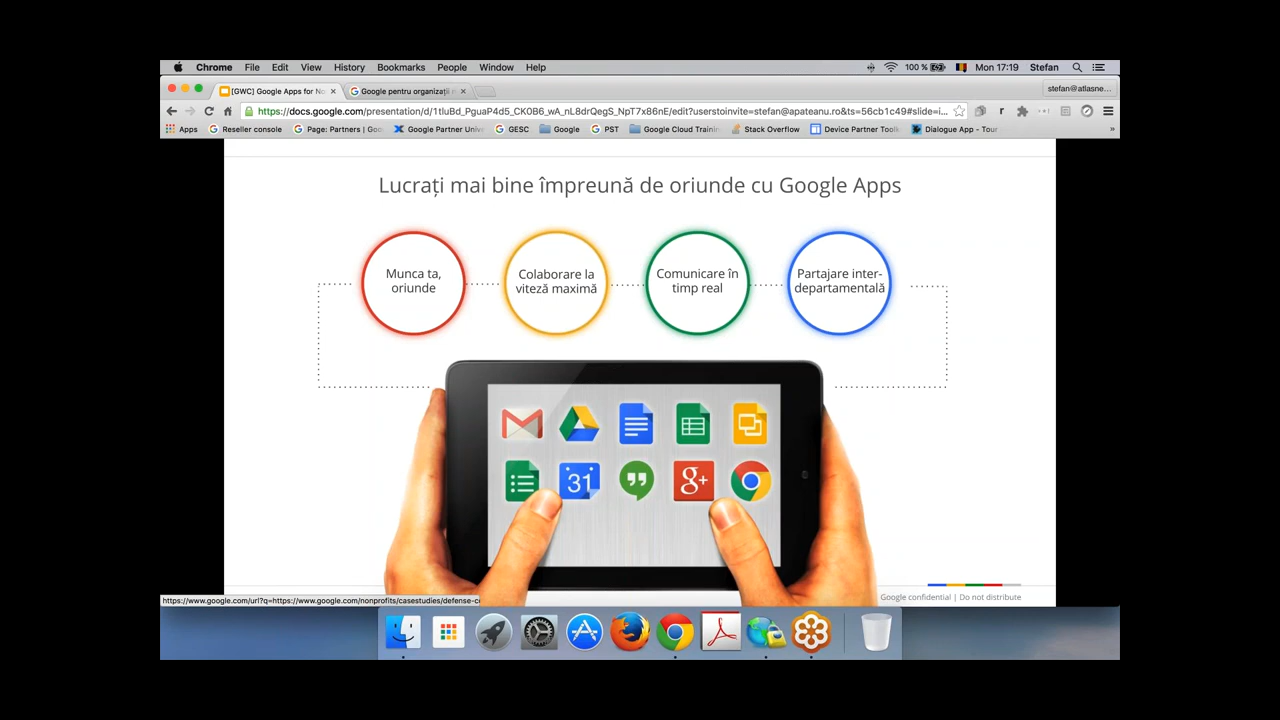 Chrome File Edit View History Bookmarks People Window Help 100 % Mon 17:19 Stefan
[GWC] Google Apps for No Google pentru organizații n stefan@atlasne...
https://docs.google.com/presentation/d/1tIuBd_PguaP4d5_CK0B6_wA_nL8drQegS_NpT7x86nE/edit?userstoinvite=stefan@apateanu.ro&ts=56cb1c49#slide=i...
Apps Reseller console Page: Partners | Goo Google Partner Univ GESC Google PST Google Cloud Trainin Stack Overflow Device Partner Toolk Dialogue App - Tour »
Lucrați mai bine împreună de oriunde cu Google Apps
Munca ta,
oriunde
Colaborare la
viteză maximă
Comunicare în
timp real
Partajare inter-
departamentală
31
g+
Google confidential | Do not distribute
https://www.google.com/url?q=https://www.google.com/nonprofits/casestudies/defense-c